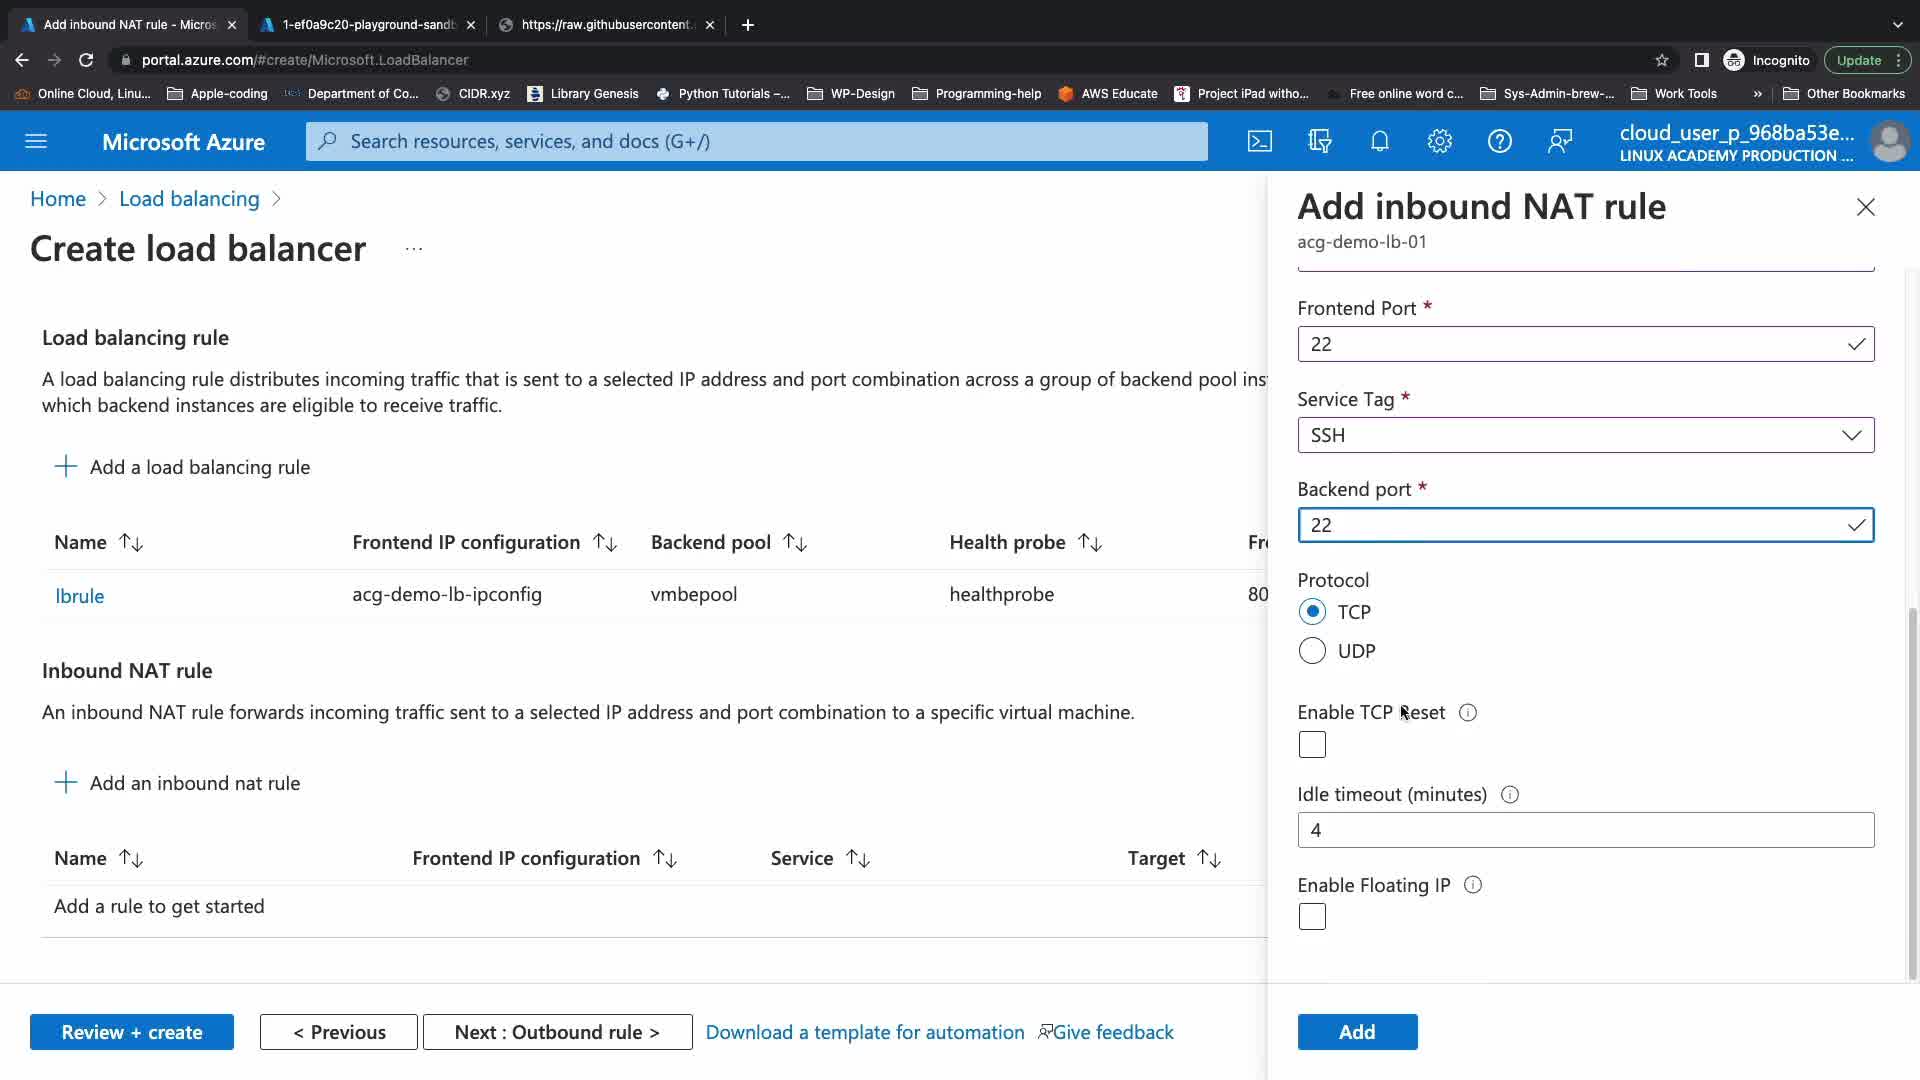 Add inbound NAT rule - Micros
1-ef0a9c20-playground-sandb
https://raw.githubusercontent.
portal.azure.com/#create/Microsoft.LoadBalancer
Incognito
Update
Online Cloud, Linu...
Apple-coding
Department of Co...
CIDR.xyz
Library Genesis
Python Tutorials –...
WP-Design
Programming-help
AWS Educate
Project iPad witho...
Free online word c...
Sys-Admin-brew-...
Work Tools
»
Other Bookmarks
Microsoft Azure
Search resources, services, and docs (G+/)
cloud_user_p_968ba53e...
LINUX ACADEMY PRODUCTION ...
Home > Load balancing >
Create load balancer ...
Load balancing rule
A load balancing rule distributes incoming traffic that is sent to a selected IP address and port combination across a group of backend pool ins
which backend instances are eligible to receive traffic.
+ Add a load balancing rule
Name ↑↓ Frontend IP configuration ↑↓ Backend pool ↑↓ Health probe ↑↓ Fr
lbrule acg-demo-lb-ipconfig vmbepool healthprobe 80
Inbound NAT rule
An inbound NAT rule forwards incoming traffic sent to a selected IP address and port combination to a specific virtual machine.
+ Add an inbound nat rule
Name ↑↓ Frontend IP configuration ↑↓ Service ↑↓ Target ↑↓
Add a rule to get started
Review + create
< Previous
Next : Outbound rule >
Download a template for automation
Give feedback
Add inbound NAT rule
acg-demo-lb-01
Frontend Port *
22
Service Tag *
SSH
Backend port *
22
Protocol
TCP
UDP
Enable TCP Reset
Idle timeout (minutes)
4
Enable Floating IP
Add